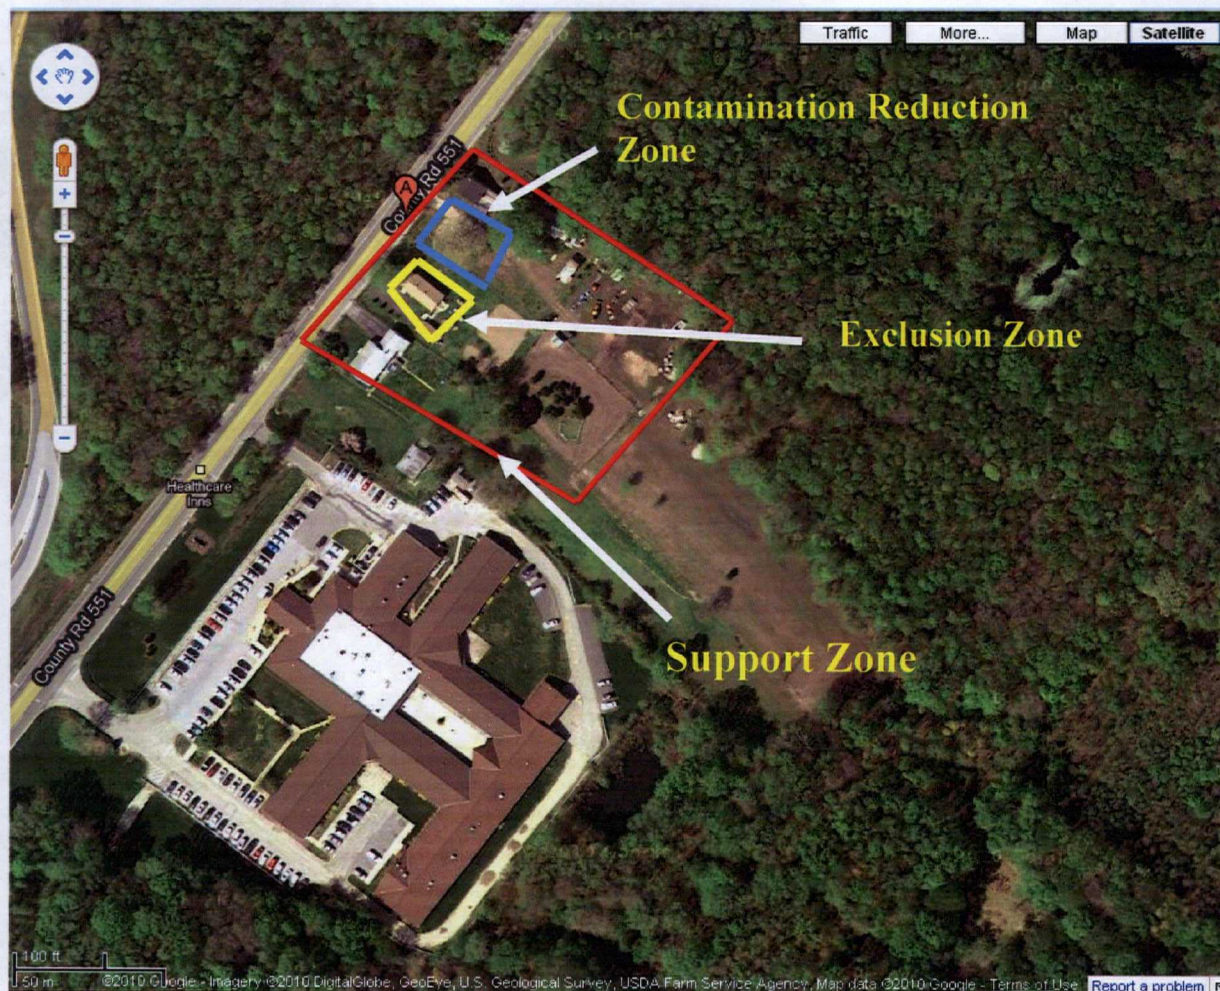 Traffic
More...
Map
Satellite
Contamination Reduction
Zone
County Rd 551
A
Exclusion Zone
Healthcare
Inns
County Rd 551
Support Zone
100 ft
50 m
©2010 Google - Imagery ©2010 DigitalGlobe, GeoEye, U.S. Geological Survey, USDA Farm Service Agency, Map data ©2010 Google - Terms of Use
Report a problem